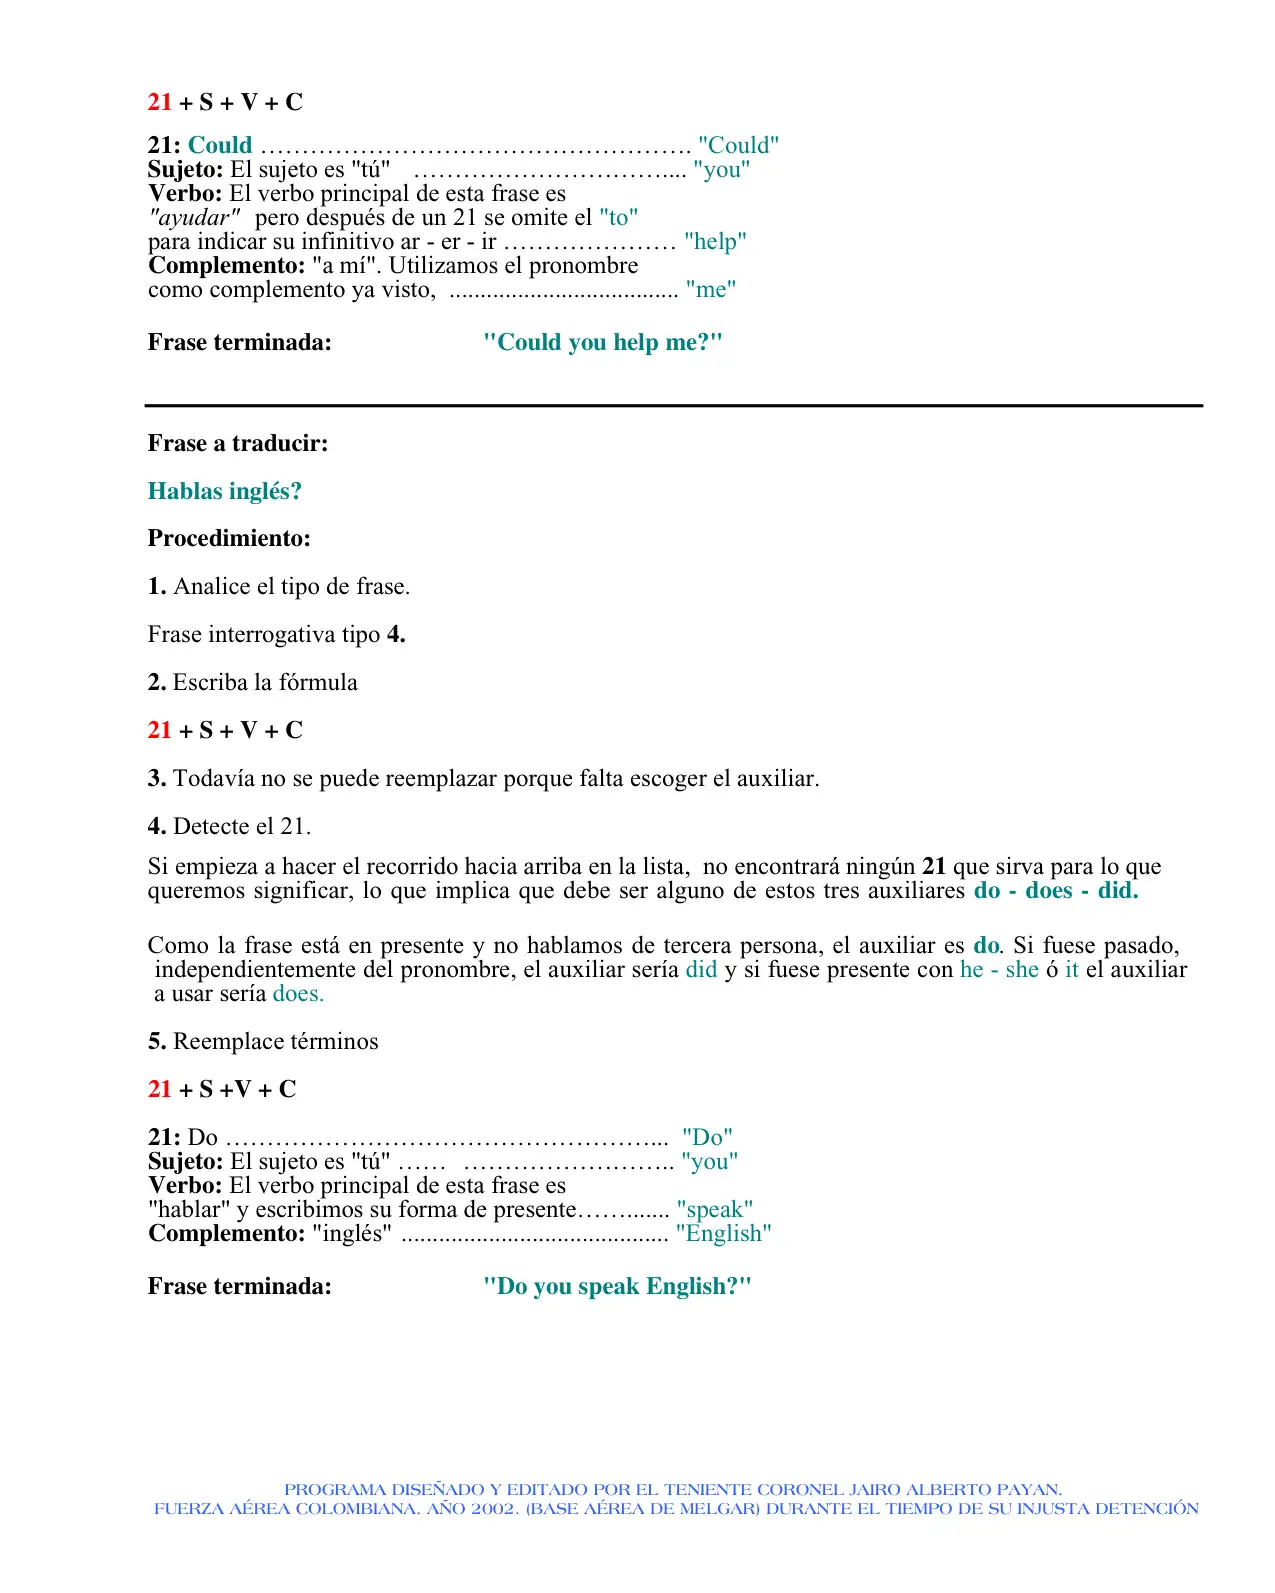 21 + S + V + C
21: Could ……………………………………………. "Could"
Sujeto: El sujeto es "tú" ………………………….... "you"
Verbo: El verbo principal de esta frase es
"ayudar" pero después de un 21 se omite el "to"
para indicar su infinitivo ar - er - ir ………………… "help"
Complemento: "a mí". Utilizamos el pronombre
como complemento ya visto, ..................................... "me"
Frase terminada: "Could you help me?"
Frase a traducir:
Hablas inglés?
Procedimiento:
1. Analice el tipo de frase.
Frase interrogativa tipo 4.
2. Escriba la fórmula
21 + S + V + C
3. Todavía no se puede reemplazar porque falta escoger el auxiliar.
4. Detecte el 21.
Si empieza a hacer el recorrido hacia arriba en la lista, no encontrará ningún 21 que sirva para lo que
queremos significar, lo que implica que debe ser alguno de estos tres auxiliares do - does - did.
Como la frase está en presente y no hablamos de tercera persona, el auxiliar es do. Si fuese pasado,
independientemente del pronombre, el auxiliar sería did y si fuese presente con he - she ó it el auxiliar
a usar sería does.
5. Reemplace términos
21 + S +V + C
21: Do …………………………………………….. "Do"
Sujeto: El sujeto es "tú" …… …………………….. "you"
Verbo: El verbo principal de esta frase es
"hablar" y escribimos su forma de presente…….......  "speak"
Complemento: "inglés" ........................................... "English"
Frase terminada: "Do you speak English?"
PROGRAMA DISEÑADO Y EDITADO POR EL TENIENTE CORONEL JAIRO ALBERTO PAYAN.
FUERZA AÉREA COLOMBIANA. AÑO 2002. (BASE AÉREA DE MELGAR) DURANTE EL TIEMPO DE SU INJUSTA DETENCIÓN